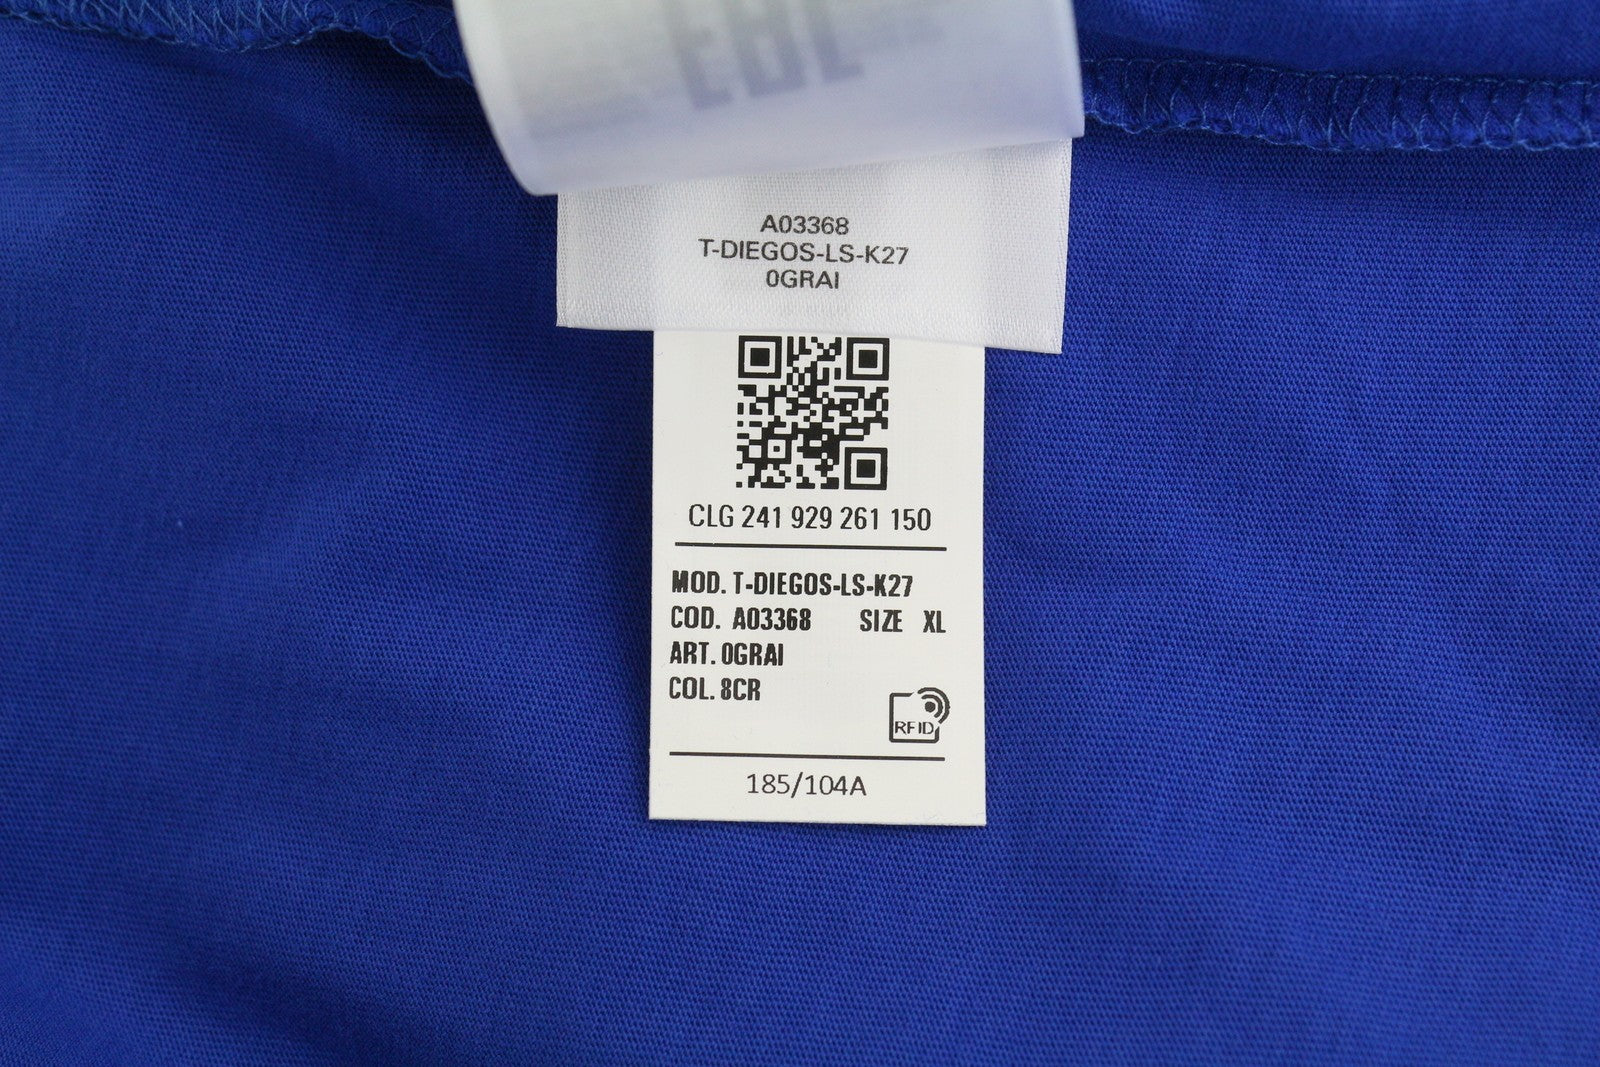 A03368
T-DIEGOS-LS-K27
0GRAI
CLG 241 929 261 150
MOD. T-DIEGOS-LS-K27
COD. A03368 SIZE XL
ART. 0GRAI
COL. 8CR
RFID
185/104A